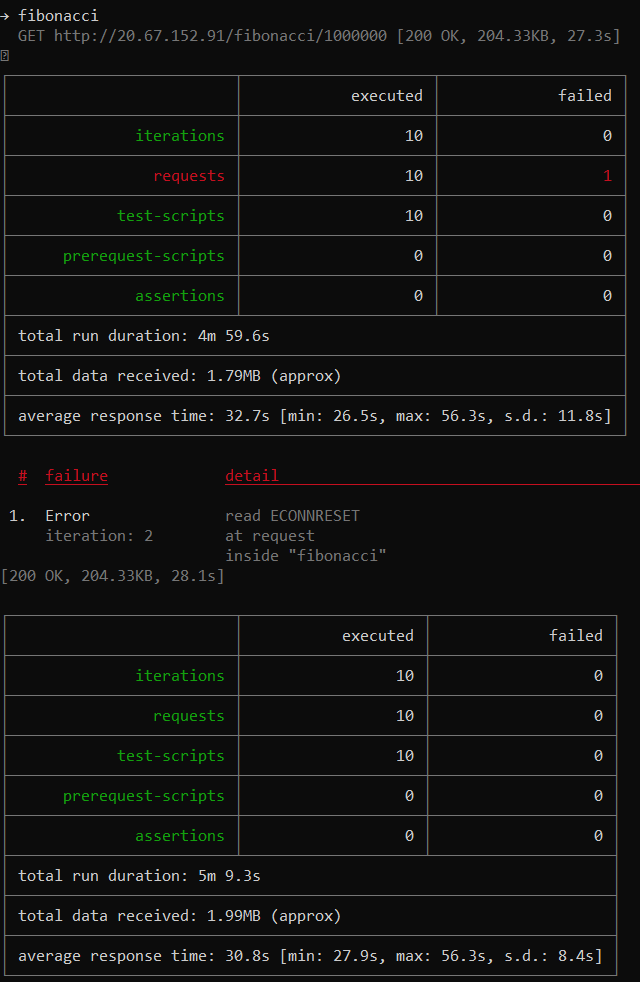 → fibonacci
GET http://20.67.152.91/fibonacci/1000000 [200 OK, 204.33KB, 27.3s]
executed failed
iterations 10 0
requests 10 1
test-scripts 10 0
prerequest-scripts 0 0
assertions 0 0
total run duration: 4m 59.6s
total data received: 1.79MB (approx)
average response time: 32.7s [min: 26.5s, max: 56.3s, s.d.: 11.8s]
# failure detail
1. Error read ECONNRESET
iteration: 2 at request
inside "fibonacci"
[200 OK, 204.33KB, 28.1s]
executed failed
iterations 10 0
requests 10 0
test-scripts 10 0
prerequest-scripts 0 0
assertions 0 0
total run duration: 5m 9.3s
total data received: 1.99MB (approx)
average response time: 30.8s [min: 27.9s, max: 56.3s, s.d.: 8.4s]